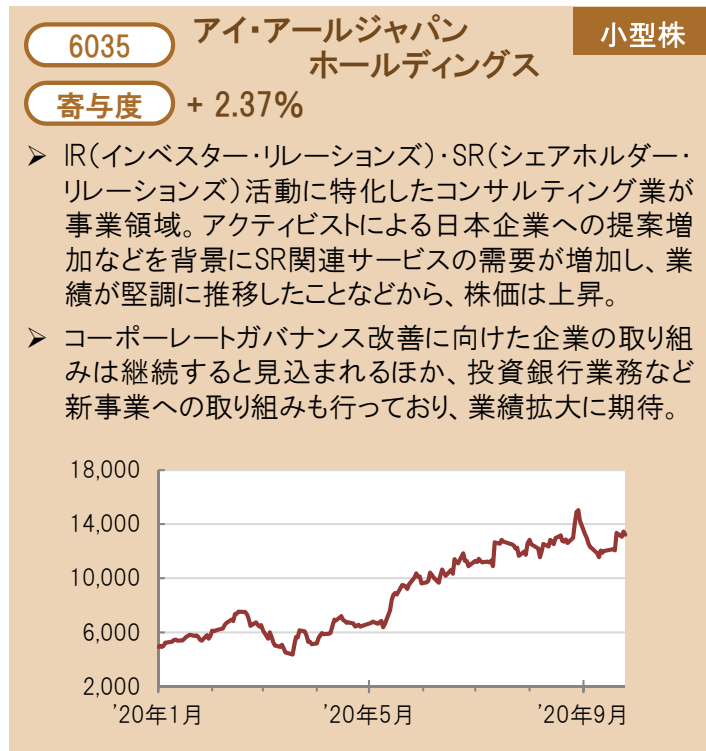 6035
アイ・アールジャパン
ホールディングス
小型株
寄与度 + 2.37%
➢ IR(インベスター・リレーションズ)・SR(シェアホルダー・
リレーションズ)活動に特化したコンサルティング業が
事業領域。アクティビストによる日本企業への提案増
加などを背景にSR関連サービスの需要が増加し、業
績が堅調に推移したことなどから、株価は上昇。
➢ コーポレートガバナンス改善に向けた企業の取り組
みは継続すると見込まれるほか、投資銀行業務など
新事業への取り組みも行っており、業績拡大に期待。
18,000
14,000
10,000
6,000
2,000
'20年1月 '20年5月 '20年9月